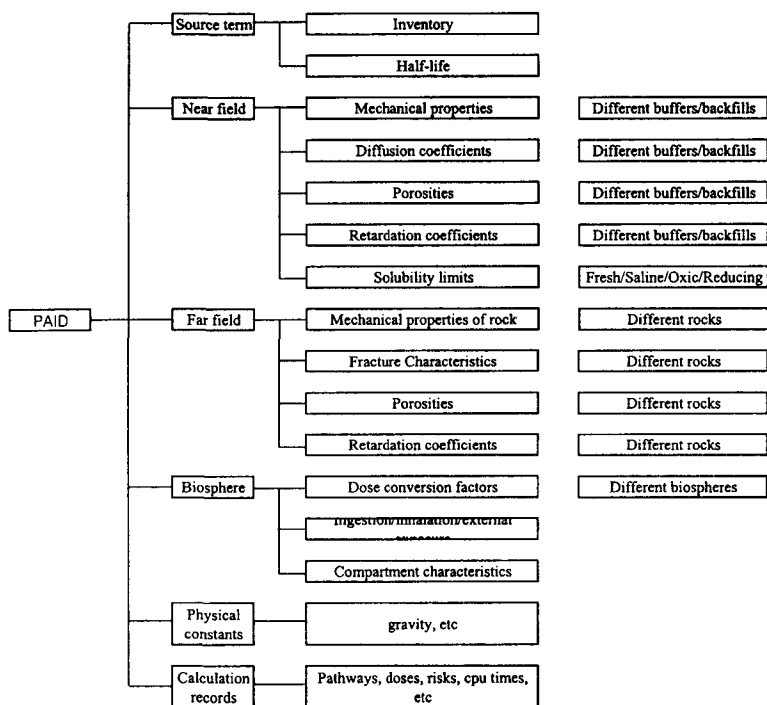 Source term
Inventory
Half-life
Near field
Mechanical properties
Different buffers/backfills
Diffusion coefficients
Different buffers/backfills
Porosities
Different buffers/backfills
Retardation coefficients
Different buffers/backfills
Solubility limits
Fresh/Saline/Oxic/Reducing
PAID
Far field
Mechanical properties of rock
Different rocks
Fracture Characteristics
Different rocks
Porosities
Different rocks
Retardation coefficients
Different rocks
Biosphere
Dose conversion factors
Different biospheres
Ingestion/inhalation/external
Compartment characteristics
Physical
constants
gravity, etc
Calculation
records
Pathways, doses, risks, cpu times,
etc